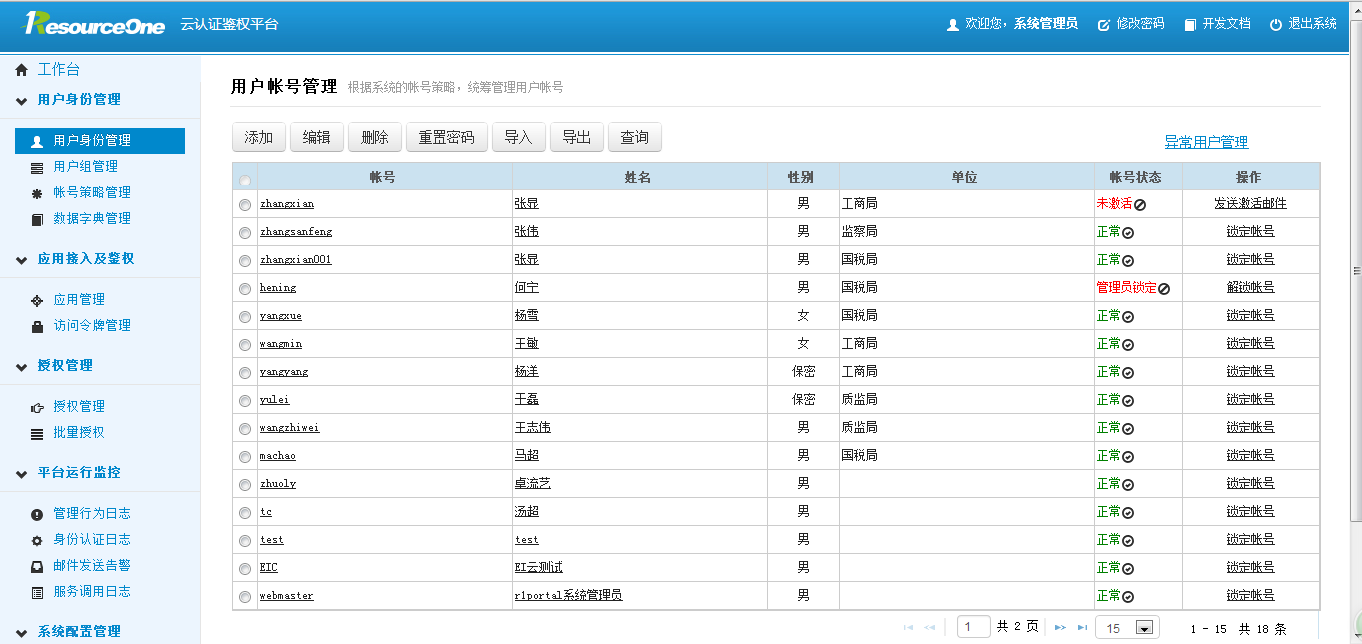 ResourceOne 云认证鉴权平台 欢迎您，系统管理员 修改密码 开发文档 退出系统
工作台
用户身份管理
用户身份管理
用户组管理
帐号策略管理
数据字典管理
应用接入及鉴权
应用管理
访问令牌管理
授权管理
授权管理
批量授权
平台运行监控
管理行为日志
身份认证日志
邮件发送告警
服务调用日志
系统配置管理
用户帐号管理 根据系统的帐号策略，统筹管理用户帐号
添加 编辑 删除 重置密码 导入 导出 查询
异常用户管理
帐号 姓名 性别 单位 帐号状态 操作
zhangxian 张显 男 工商局 未激活 发送激活邮件
zhangsanfeng 张伟 男 监察局 正常 锁定帐号
zhangxian001 张显 男 国税局 正常 锁定帐号
hening 何宁 男 国税局 管理员锁定 解锁帐号
yangxue 杨雪 女 国税局 正常 锁定帐号
wangmin 王敏 女 工商局 正常 锁定帐号
yangyang 杨洋 保密 工商局 正常 锁定帐号
yulei 于磊 保密 质监局 正常 锁定帐号
wangzhiwei 王志伟 男 质监局 正常 锁定帐号
machao 马超 男 国税局 正常 锁定帐号
zhuoly 卓流艺 男 正常 锁定帐号
tc 汤超 男 正常 锁定帐号
test test 男 正常 锁定帐号
EIC EI云测试 男 正常 锁定帐号
webmaster r1portal系统管理员 男 正常 锁定帐号
1 共 2 页 15 1 - 15 共 18 条